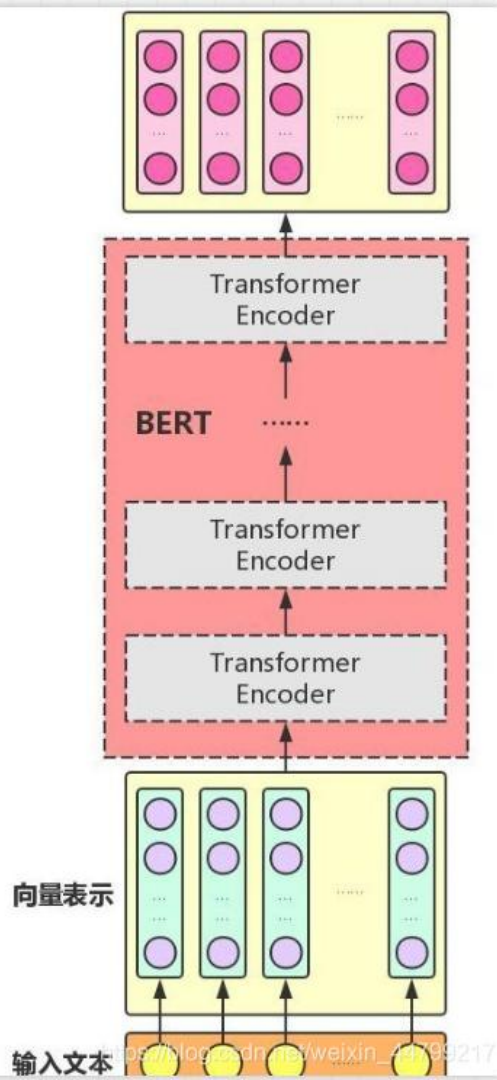 Transformer
Encoder
BERT ......
Transformer
Encoder
Transformer
Encoder
向量表示
输入文本
https://blog.csdn.net/weixin_44799217